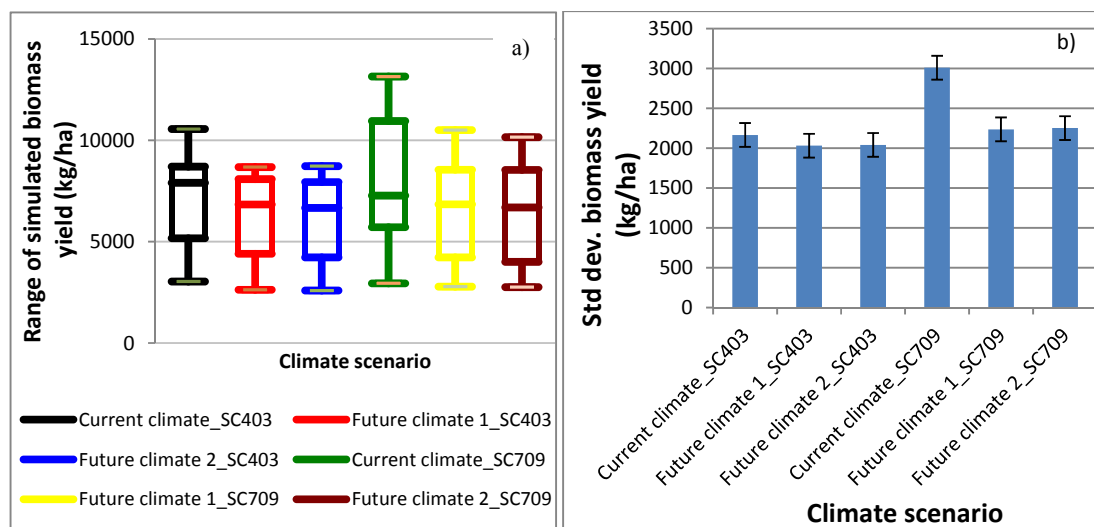 Range of simulated biomass
yield (kg/ha)
15000
10000
5000
0
a)
Climate scenario
Current climate_SC403
Future climate 1_SC403
Future climate 2_SC403
Current climate_SC709
Future climate 1_SC709
Future climate 2_SC709
b)
Std dev. biomass yield
(kg/ha)
3500
3000
2500
2000
1500
1000
500
0
Current climate_SC403
Future climate 1_SC403
Future climate 2_SC403
Current climate_SC709
Future climate 1_SC709
Future climate 2_SC709
Climate scenario